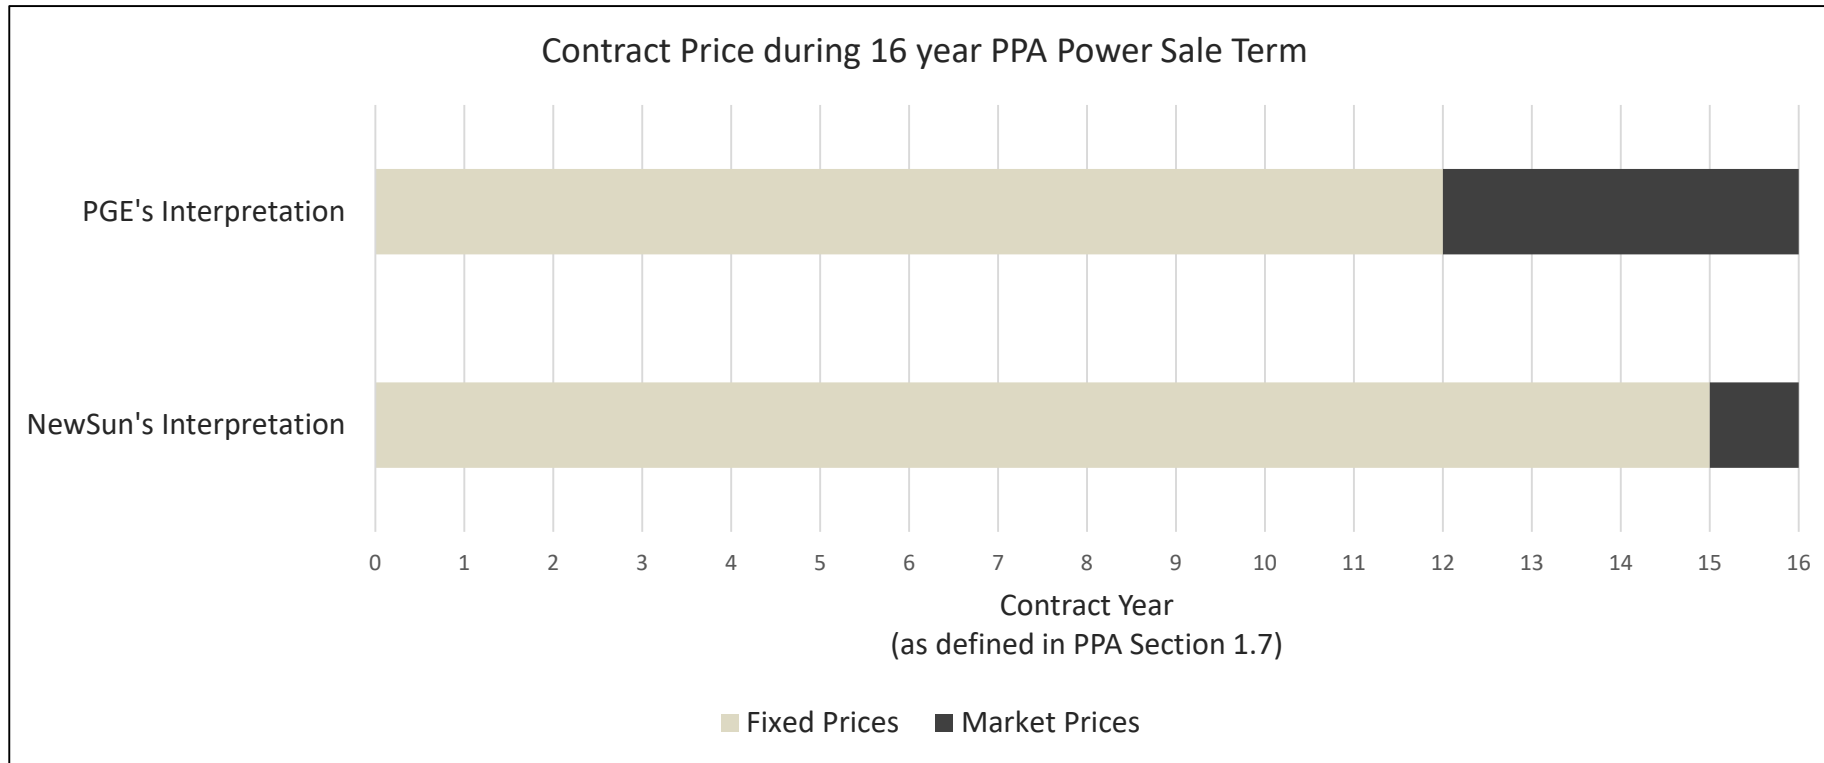 Contract Price during 16 year PPA Power Sale Term
PGE's Interpretation
NewSun's Interpretation
0 1 2 3 4 5 6 7 8 9 10 11 12 13 14 15 16
Contract Year
(as defined in PPA Section 1.7)
Fixed Prices Market Prices